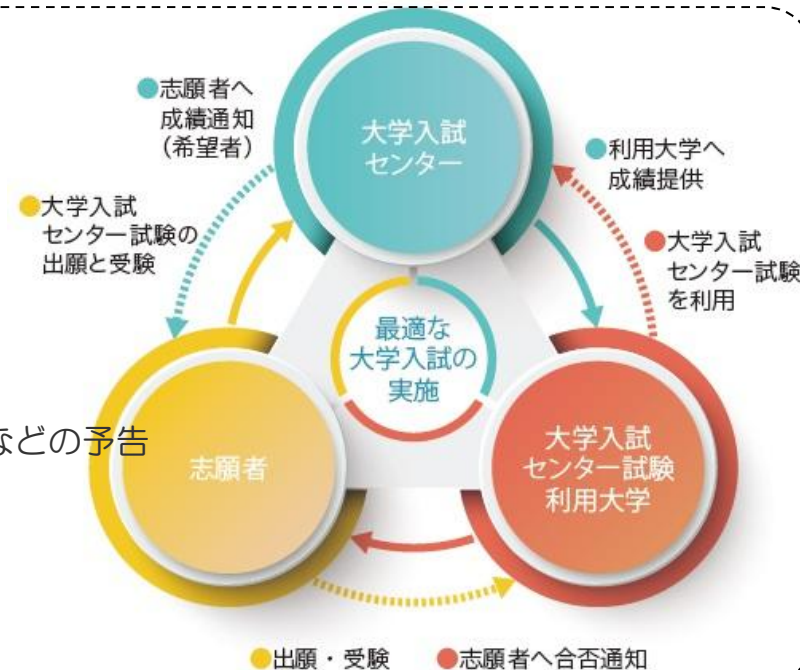 ●志願者へ
成績通知
（希望者）
大学入試
センター
●利用大学へ
成績提供
●大学入試
センター試験の
出願と受験
●大学入試
センター試験
を利用
最適な
大学入試の
実施
などの予告
志願者
大学入試
センター試験
利用大学
●出願・受験
●志願者へ合否通知